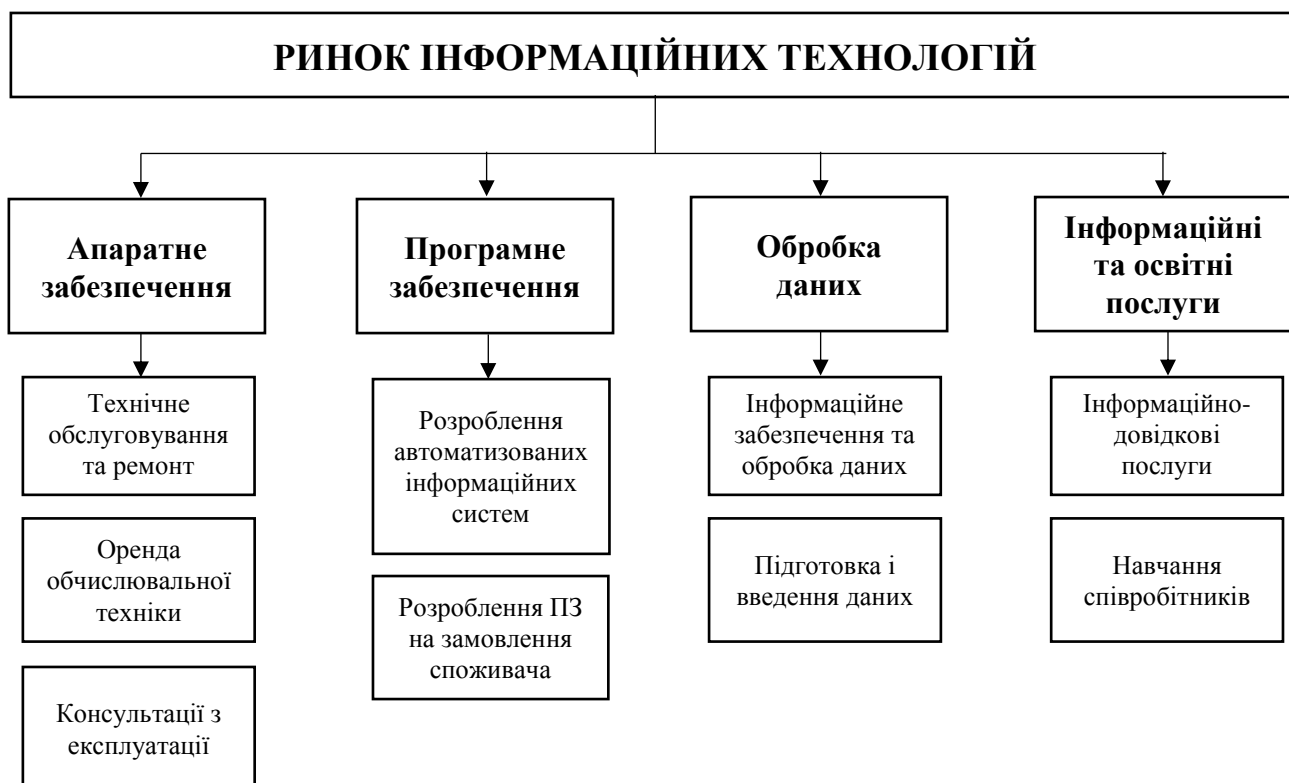 РИНОК ІНФОРМАЦІЙНИХ ТЕХНОЛОГІЙ
Апаратне
забезпечення
Програмне
забезпечення
Обробка
даних
Інформаційні
та освітні
послуги
Технічне
обслуговування
та ремонт
Розроблення
автоматизованих
інформаційних
систем
Інформаційне
забезпечення та
обробка даних
Інформаційно-
довідкові
послуги
Оренда
обчислювальної
техніки
Розроблення ПЗ
на замовлення
споживача
Підготовка і
введення даних
Навчання
співробітників
Консультації з
експлуатації